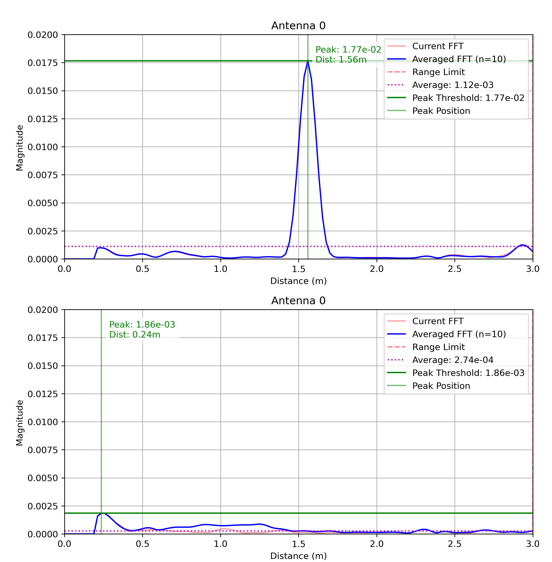 Antenna 0
0.0200
0.0175
0.0150
0.0125
0.0100
0.0075
0.0050
0.0025
0.0000
Magnitude
0.0
0.5
1.0
1.5
2.0
2.5
3.0
Distance (m)
Peak: 1.77e-02
Dist: 1.56m
Current FFT
Averaged FFT (n=10)
Range Limit
Average: 1.12e-03
Peak Threshold: 1.77e-02
Peak Position
Antenna 0
0.0200
0.0175
0.0150
0.0125
0.0100
0.0075
0.0050
0.0025
0.0000
Magnitude
0.0
0.5
1.0
1.5
2.0
2.5
3.0
Distance (m)
Peak: 1.86e-03
Dist: 0.24m
Current FFT
Averaged FFT (n=10)
Range Limit
Average: 2.74e-04
Peak Threshold: 1.86e-03
Peak Position